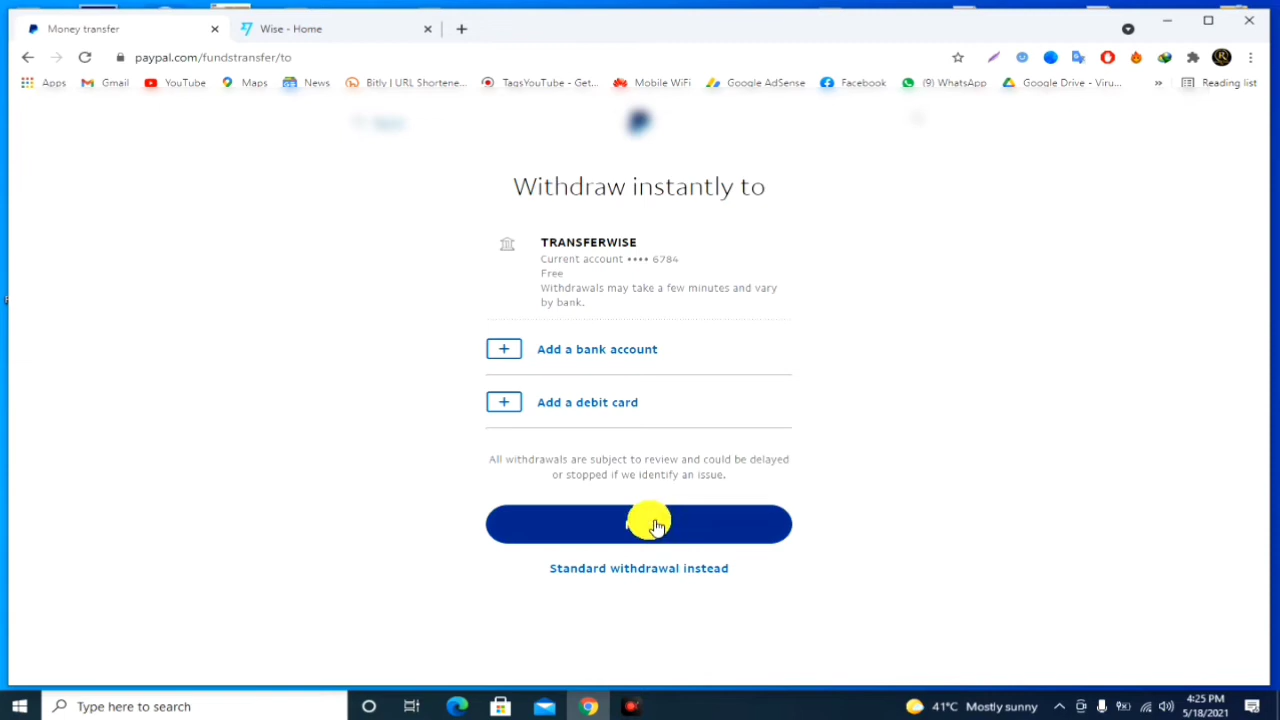 Money transfer
Wise - Home
paypal.com/fundstransfer/to
Apps
Gmail
YouTube
Maps
News
Bitly | URL Shortene...
TagsYouTube - Get...
Mobile WiFi
Google AdSense
Facebook
(9) WhatsApp
Google Drive - Viru...
»
Reading list
Withdraw instantly to
TRANSFERWISE
Current account •••• 6784
Free
Withdrawals may take a few minutes and vary
by bank.
Add a bank account
Add a debit card
All withdrawals are subject to review and could be delayed
or stopped if we identify an issue.
Standard withdrawal instead
Type here to search
41°C Mostly sunny
4:25 PM
5/18/2021